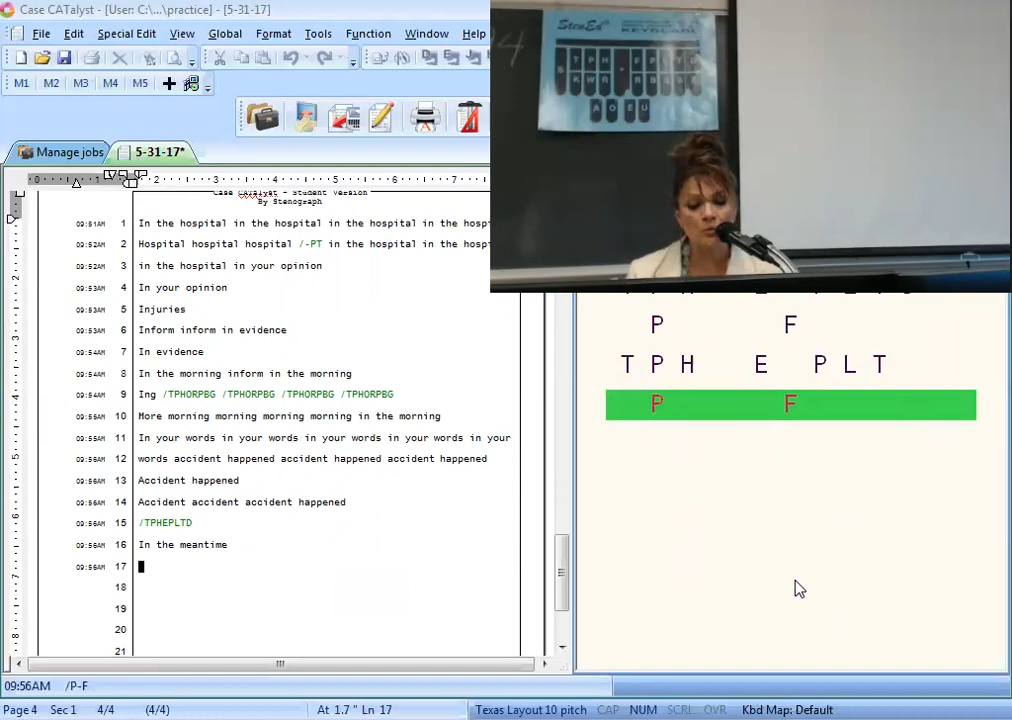 Case CATalyst - [User: C:\...\practice] - [5-31-17]
File Edit Special Edit View Global Format Tools Function Window Help
M1 M2 M3 M4 M5
Manage jobs 5-31-17*
Case CATalyst - Student Version
By Stenograph
09:51AM 1 In the hospital in the hospital in the hospital in the hosp
09:52AM 2 Hospital hospital hospital /-PT in the hospital in the hosp
09:52AM 3 in the hospital in your opinion
09:53AM 4 In your opinion
09:53AM 5 Injuries
09:53AM 6 Inform inform in evidence
09:54AM 7 In evidence
09:54AM 8 In the morning inform in the morning
09:54AM 9 Ing /TPHORPBG /TPHORPBG /TPHORPBG /TPHORPBG
09:55AM 10 More morning morning morning morning in the morning
09:55AM 11 In your words in your words in your words in your words in your
09:56AM 12 words accident happened accident happened accident happened
09:56AM 13 Accident happened
09:56AM 14 Accident accident accident happened
09:56AM 15 /TPHEPLTD
09:56AM 16 In the meantime
09:56AM 17
18
19
20
21
StenEd
KEYBOARD
S T P H * F P L T D
K W R R B G S Z
A O E U
P F
T P H E P L T
P F
09:56AM /P-F
Page 4 Sec 1 4/4 (4/4) At 1.7" Ln 17 Texas Layout 10 pitch CAP NUM SCRL OVR Kbd Map: Default